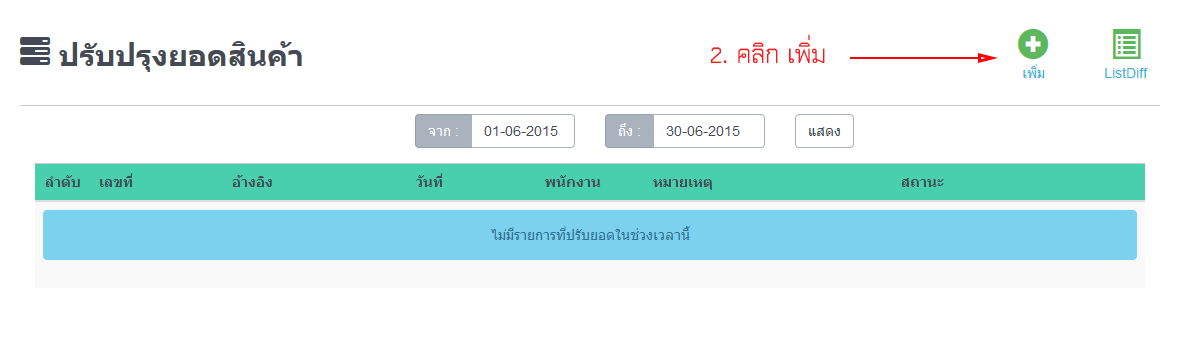 ปรับปรุงยอดสินค้า
2. คลิก เพิ่ม
เพิ่ม ListDiff
จาก : 01-06-2015 ถึง : 30-06-2015 แสดง
ลำดับ เลขที่ อ้างอิง วันที่ พนักงาน หมายเหตุ สถานะ
ไม่มีรายการที่ปรับยอดในช่วงเวลานี้